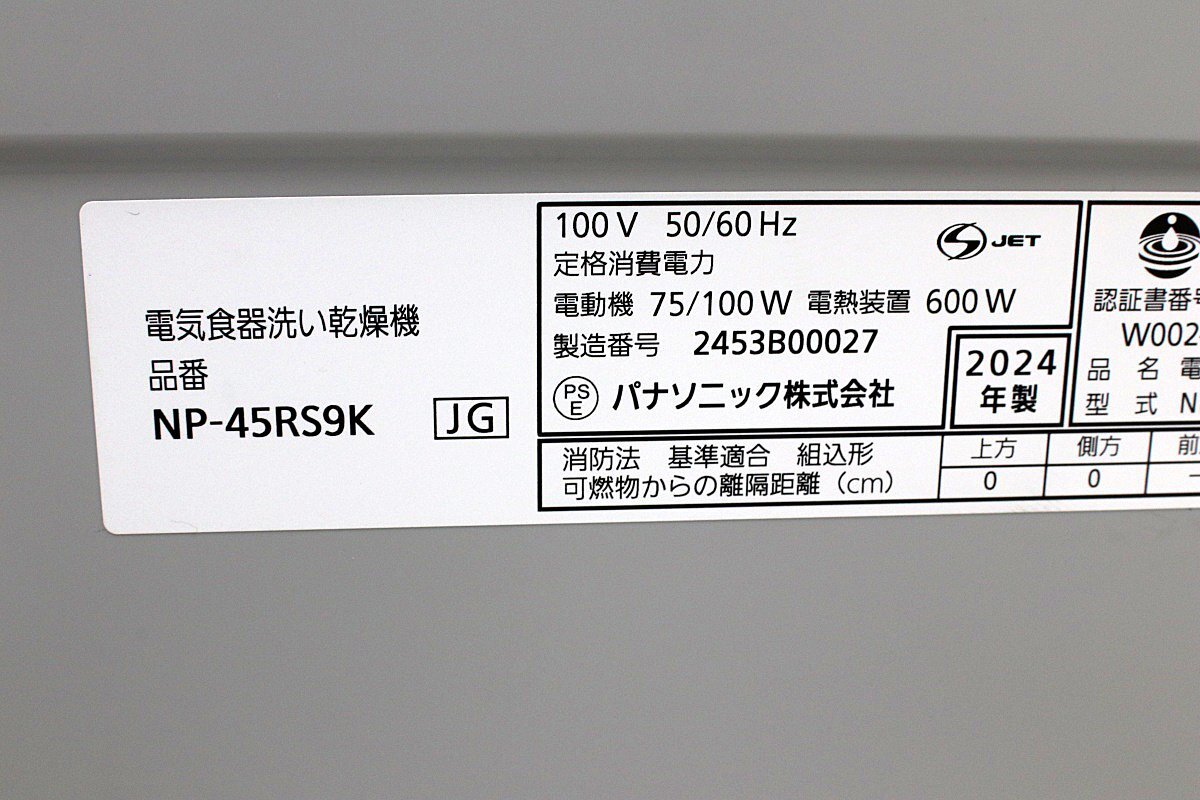 電気食器洗い乾燥機
品番
NP-45RS9K JG
100 V 50/60 Hz
定格消費電力
電動機 75/100 W 電熱装置 600 W
製造番号 2453B00027
PS E パナソニック株式会社
JET
2024
年製
消防法 基準適合 組込形
可燃物からの離隔距離(cm)
上方 側方 前
0 0
認証書番
W002
品 名 電
型 式 N